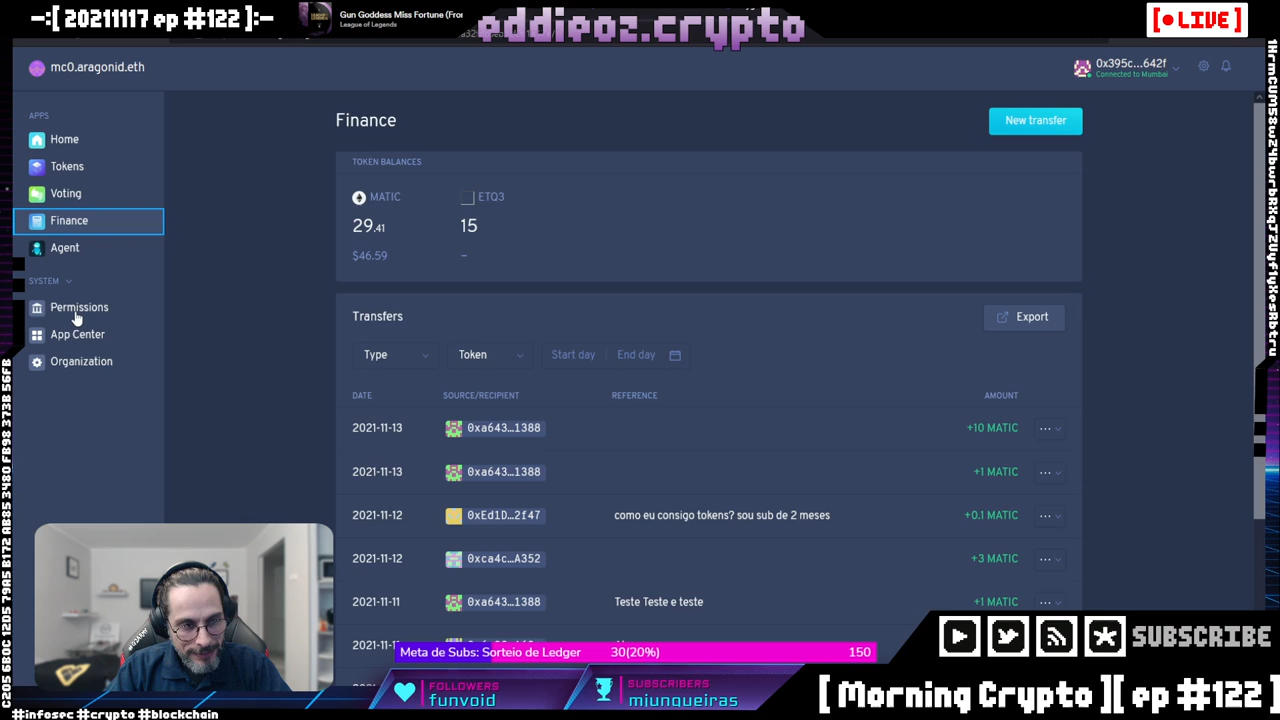 -:[ 20211117 ep #122 ]:-
Gun Goddess Miss Fortune (Fror
League of Legends
eddieoz.crypto
[●LIVE]
mc0.aragonid.eth
0x395c…642f
Connected to Mumbai
APPS
Home
Tokens
Voting
Finance
Agent
SYSTEM
Permissions
App Center
Organization
Finance
New transfer
TOKEN BALANCES
MATIC
ETQ3
29.41
15
$46.59
–
Transfers
Export
Type
Token
Start day
End day
DATE
SOURCE/RECIPIENT
REFERENCE
AMOUNT
2021-11-13
0xa643…1388
+10 MATIC
2021-11-13
0xa643…1388
+1 MATIC
2021-11-12
0xEd1D…2f47
como eu consigo tokens? sou sub de 2 meses
+0.1 MATIC
2021-11-12
0xca4c…A352
+3 MATIC
2021-11-11
0xa643…1388
Teste Teste e teste
+1 MATIC
Meta de Subs: Sorteio de Ledger
30(20%)
150
SUBSCRIBE
FOLLOWERS
funvoid
SUBSCRIBERS
mjunqueiras
[ Morning Crypto ][ ep #122 ]
#infosec #crypto #blockchain